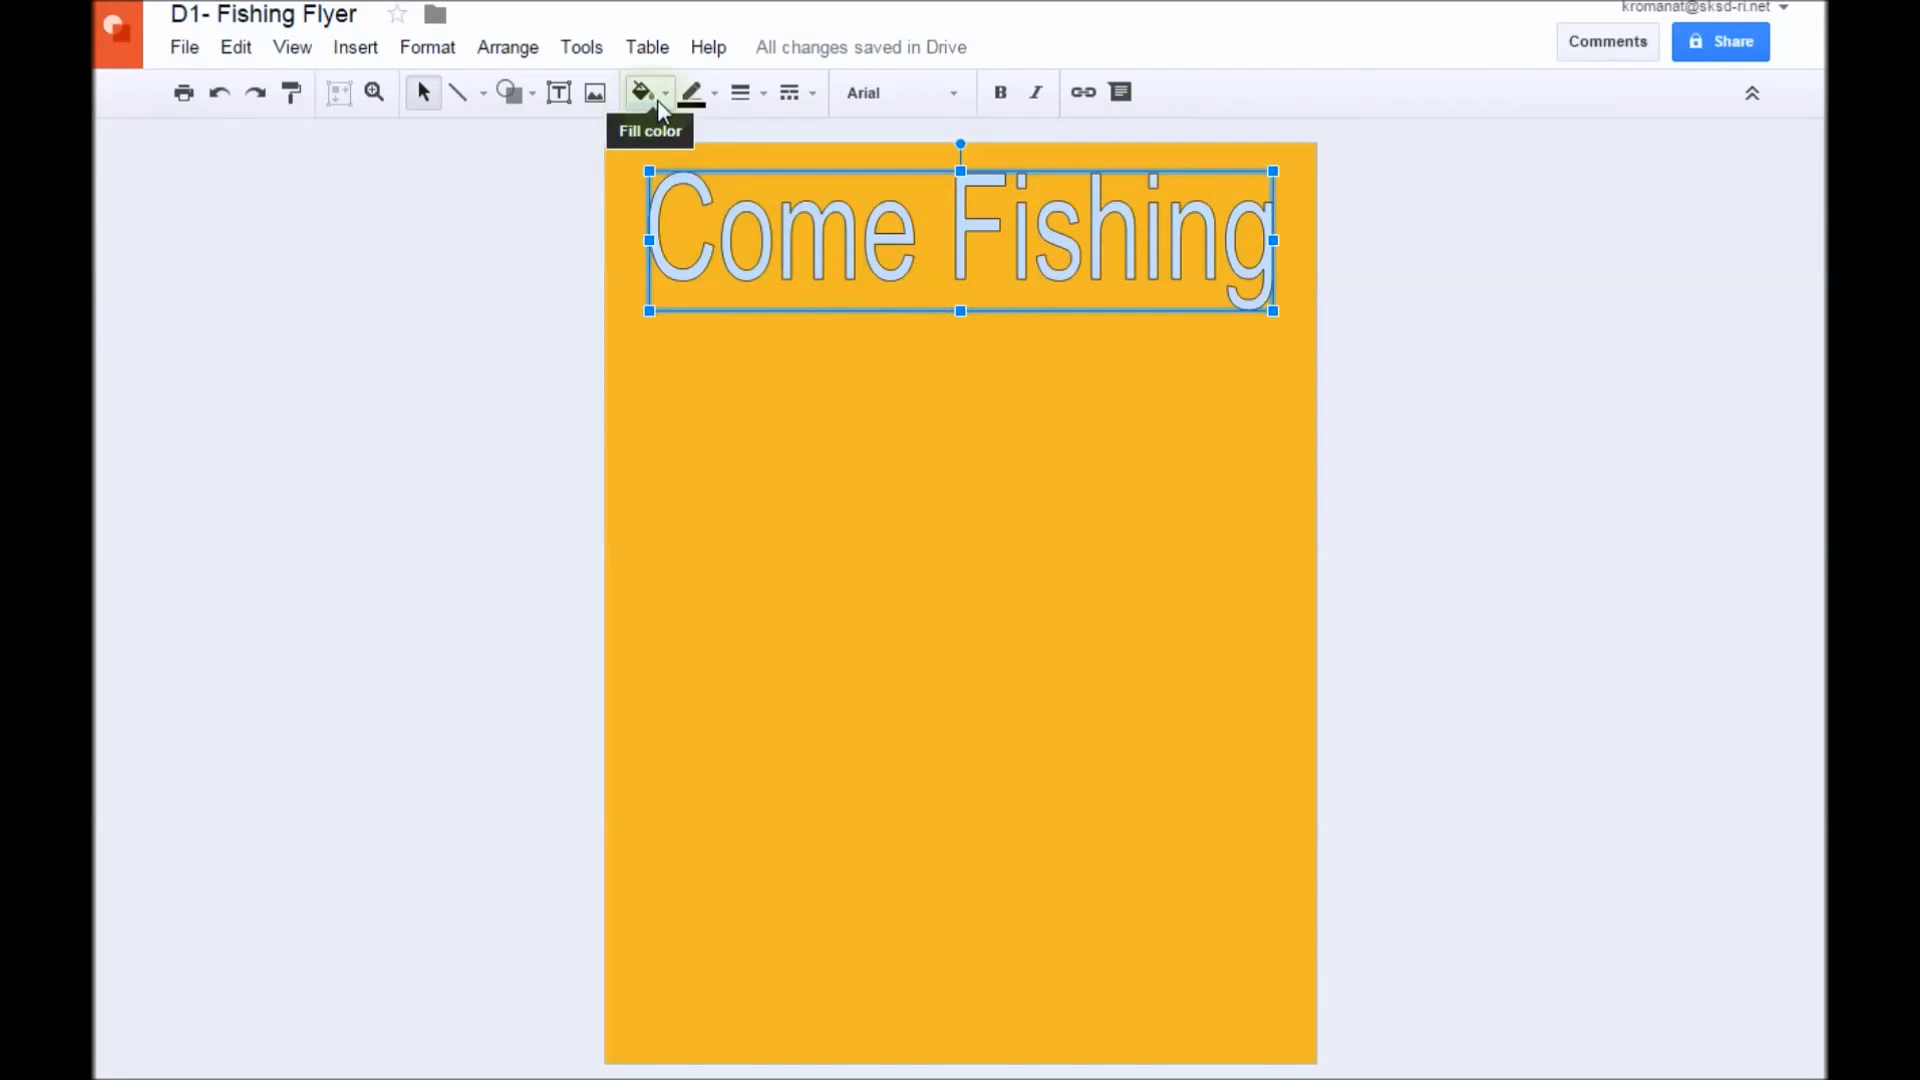 D1- Fishing Flyer
kromanat@sksd-ri.net
File Edit View Insert Format Arrange Tools Table Help All changes saved in Drive
Comments Share
Arial B I
Fill color
Come Fishing